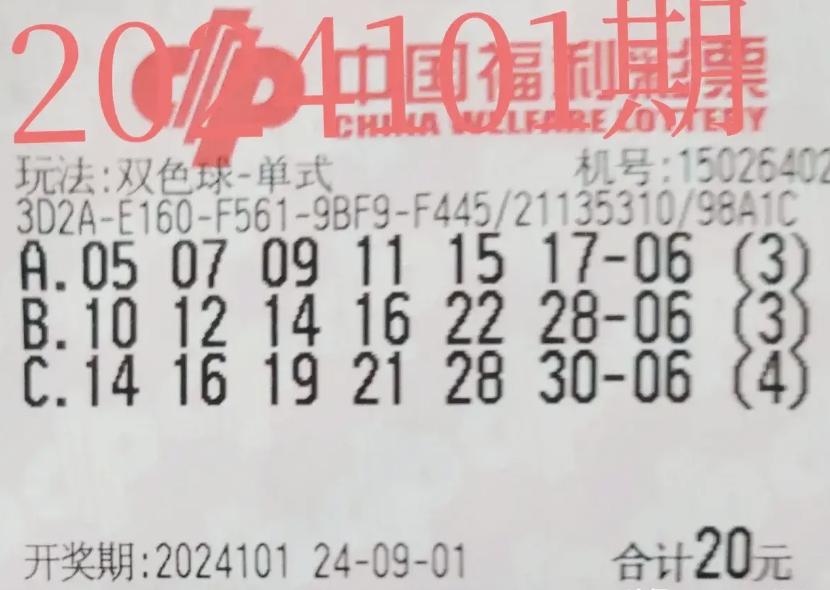 2024101期
中国福利彩票
CHINA WELFARE LOTTERY
玩法:双色球-单式 机号:15026402
3D2A-E160-F561-9BF9-F445/21135310/98A1C
A.05 07 09 11 15 17-06 (3)
B.10 12 14 16 22 28-06 (3)
C.14 16 19 21 28 30-06 (4)
开奖期:2024101 24-09-01 合计20元